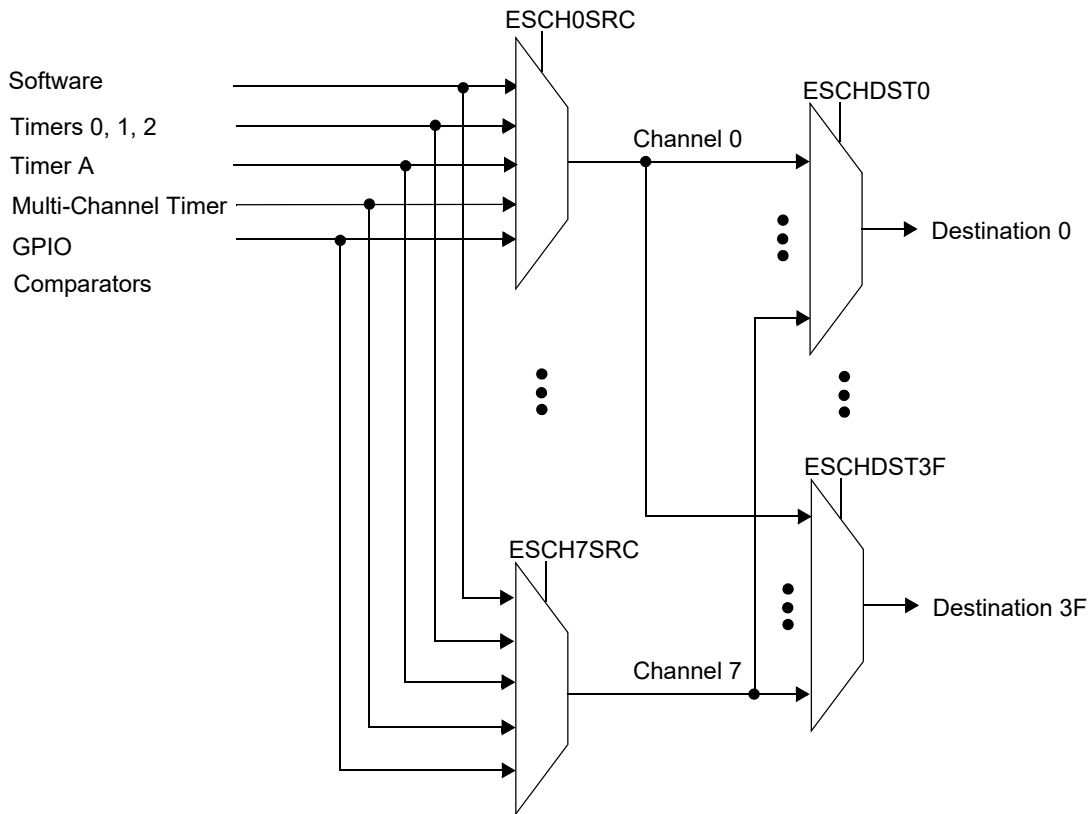 ESCH0SRC
Software
Timers 0, 1, 2
Timer A
Multi-Channel Timer
GPIO
Comparators
Channel 0
ESCHDST0
Destination 0
ESCH7SRC
Channel 7
ESCHDST3F
Destination 3F